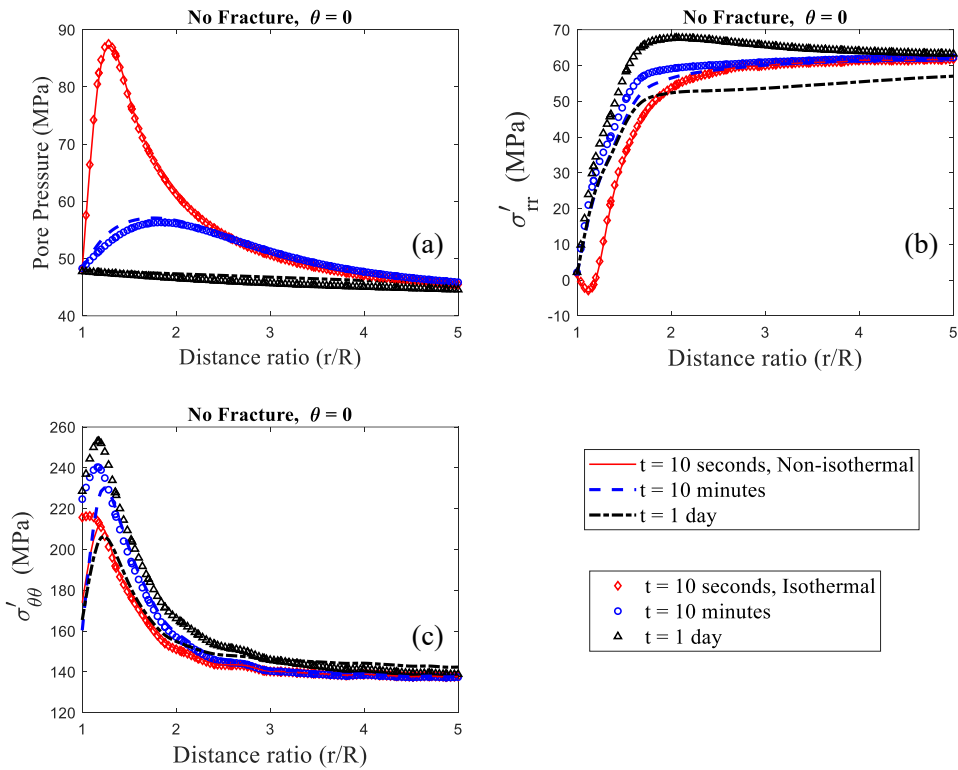 No Fracture, θ = 0
90
80
70
60
50
40
Pore Pressure (MPa)
(a)
1 2 3 4 5
Distance ratio (r/R)
No Fracture, θ = 0
70
60
50
40
30
20
10
0
-10
σ′rr (MPa)
(b)
1 2 3 4 5
Distance ratio (r/R)
No Fracture, θ = 0
260
240
220
200
180
160
140
120
σ′θθ (MPa)
(c)
1 2 3 4 5
Distance ratio (r/R)
t = 10 seconds, Non-isothermal
t = 10 minutes
t = 1 day
t = 10 seconds, Isothermal
t = 10 minutes
t = 1 day